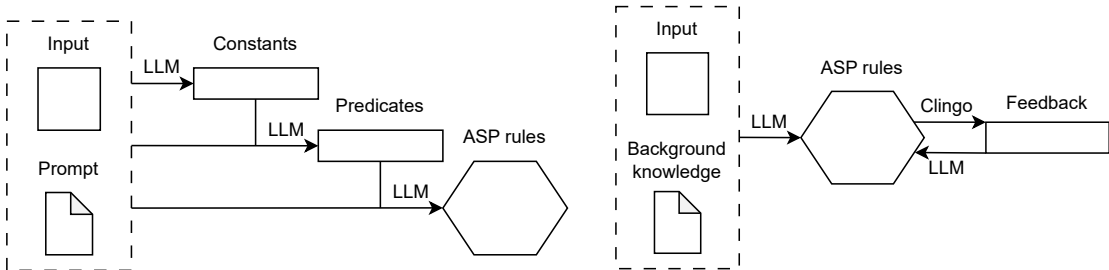 Input
Constants
LLM
Predicates
LLM
ASP rules
Prompt
LLM
Input
ASP rules
Clingo
Feedback
LLM
LLM
Background
knowledge